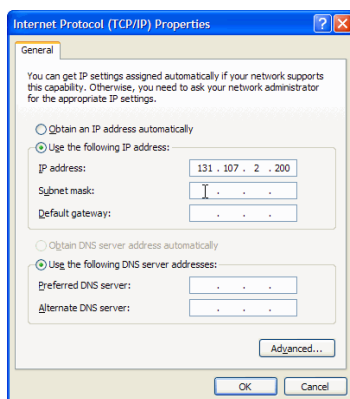 Internet Protocol (TCP/IP) Properties
General
You can get IP settings assigned automatically if your network supports
this capability. Otherwise, you need to ask your network administrator
for the appropriate IP settings.
Obtain an IP address automatically
Use the following IP address:
IP address: 131 . 107 . 2 . 200
Subnet mask: . . .
Default gateway: . . .
Obtain DNS server address automatically
Use the following DNS server addresses:
Preferred DNS server: . . .
Alternate DNS server: . . .
Advanced...
OK Cancel